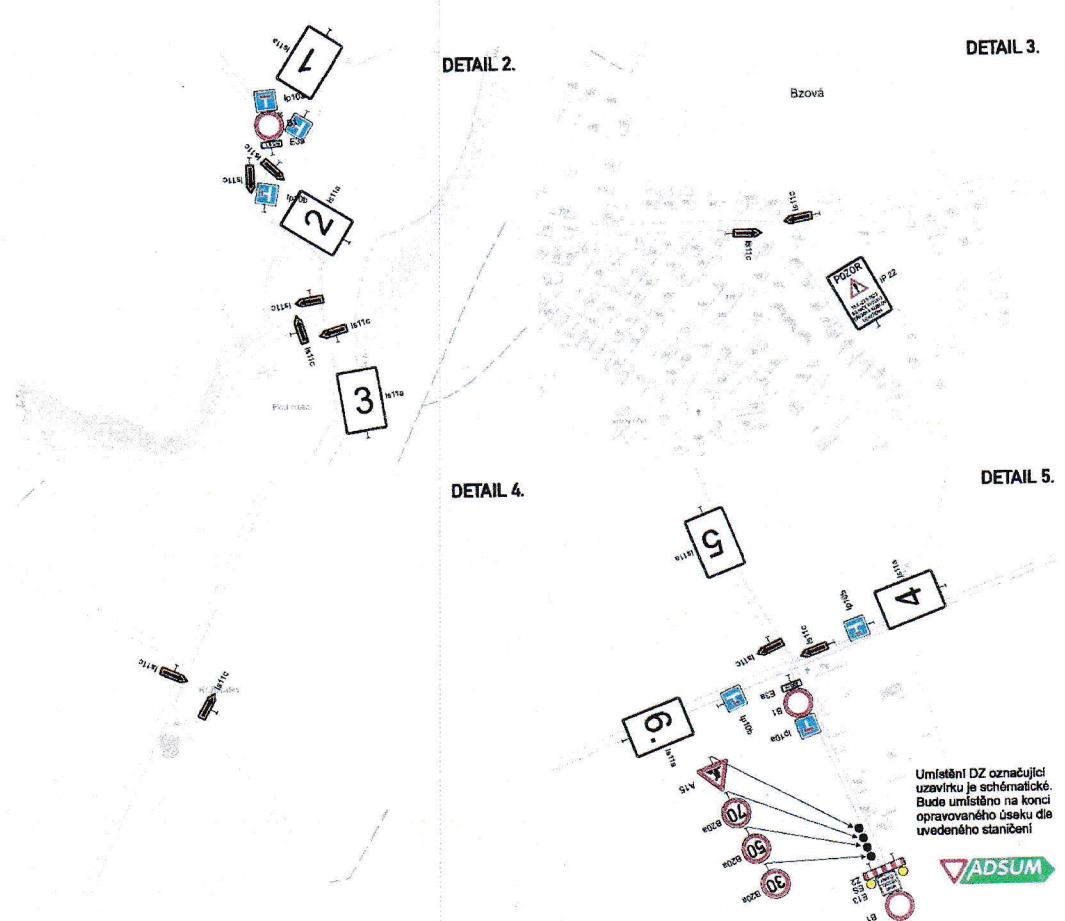 DETAIL 2.
1
Is11a
Ip10a
B1
E3a
Is11c
Is11c
Ip10b
2
Is11a
Is11c
Is11c
Is11c
3
Is11a
DETAIL 3.
Bzová
Is11c
Is11c
POZOR
IP 22
DETAIL 4.
Is11c
Is11c
DETAIL 5.
5
Is11a
4
Is11a
Ip10b
Is11c
Is11c
E3a
B1
Ip10a
Ip10b
6.
Is11a
A15
70
B20a
50
B20a
30
B20a
Z2
E13
B1
Umístění DZ označující
uzavírku je schématické.
Bude umístěno na konci
opravovaného úseku dle
uvedeného staničení
ADSUM